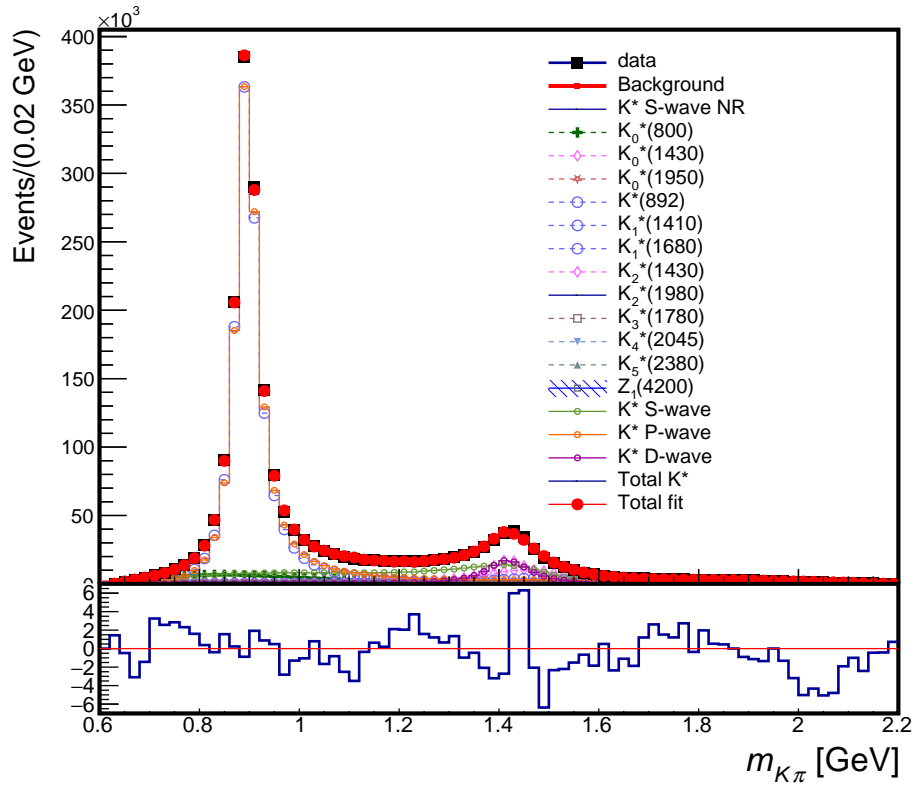 ×10³
400
350
300
250
200
150
100
50
0
Events/(0.02 GeV)
data
Background
K* S-wave NR
K₀*(800)
K₀*(1430)
K₀*(1950)
K*(892)
K₁*(1410)
K₁*(1680)
K₂*(1430)
K₂*(1980)
K₃*(1780)
K₄*(2045)
K₅*(2380)
Z₁(4200)
K* S-wave
K* P-wave
K* D-wave
Total K*
Total fit
6
4
2
0
−2
−4
−6
0.6 0.8 1 1.2 1.4 1.6 1.8 2 2.2
m_{Kπ} [GeV]